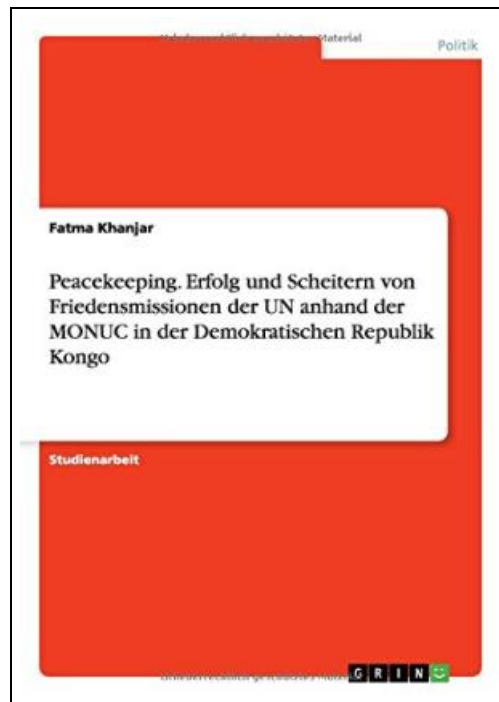 Material
Politik
Fatma Khanjar
Peacekeeping. Erfolg und Scheitern von
Friedensmissionen der UN anhand der
MONUC in der Demokratischen Republik
Kongo
Studienarbeit
GRIN